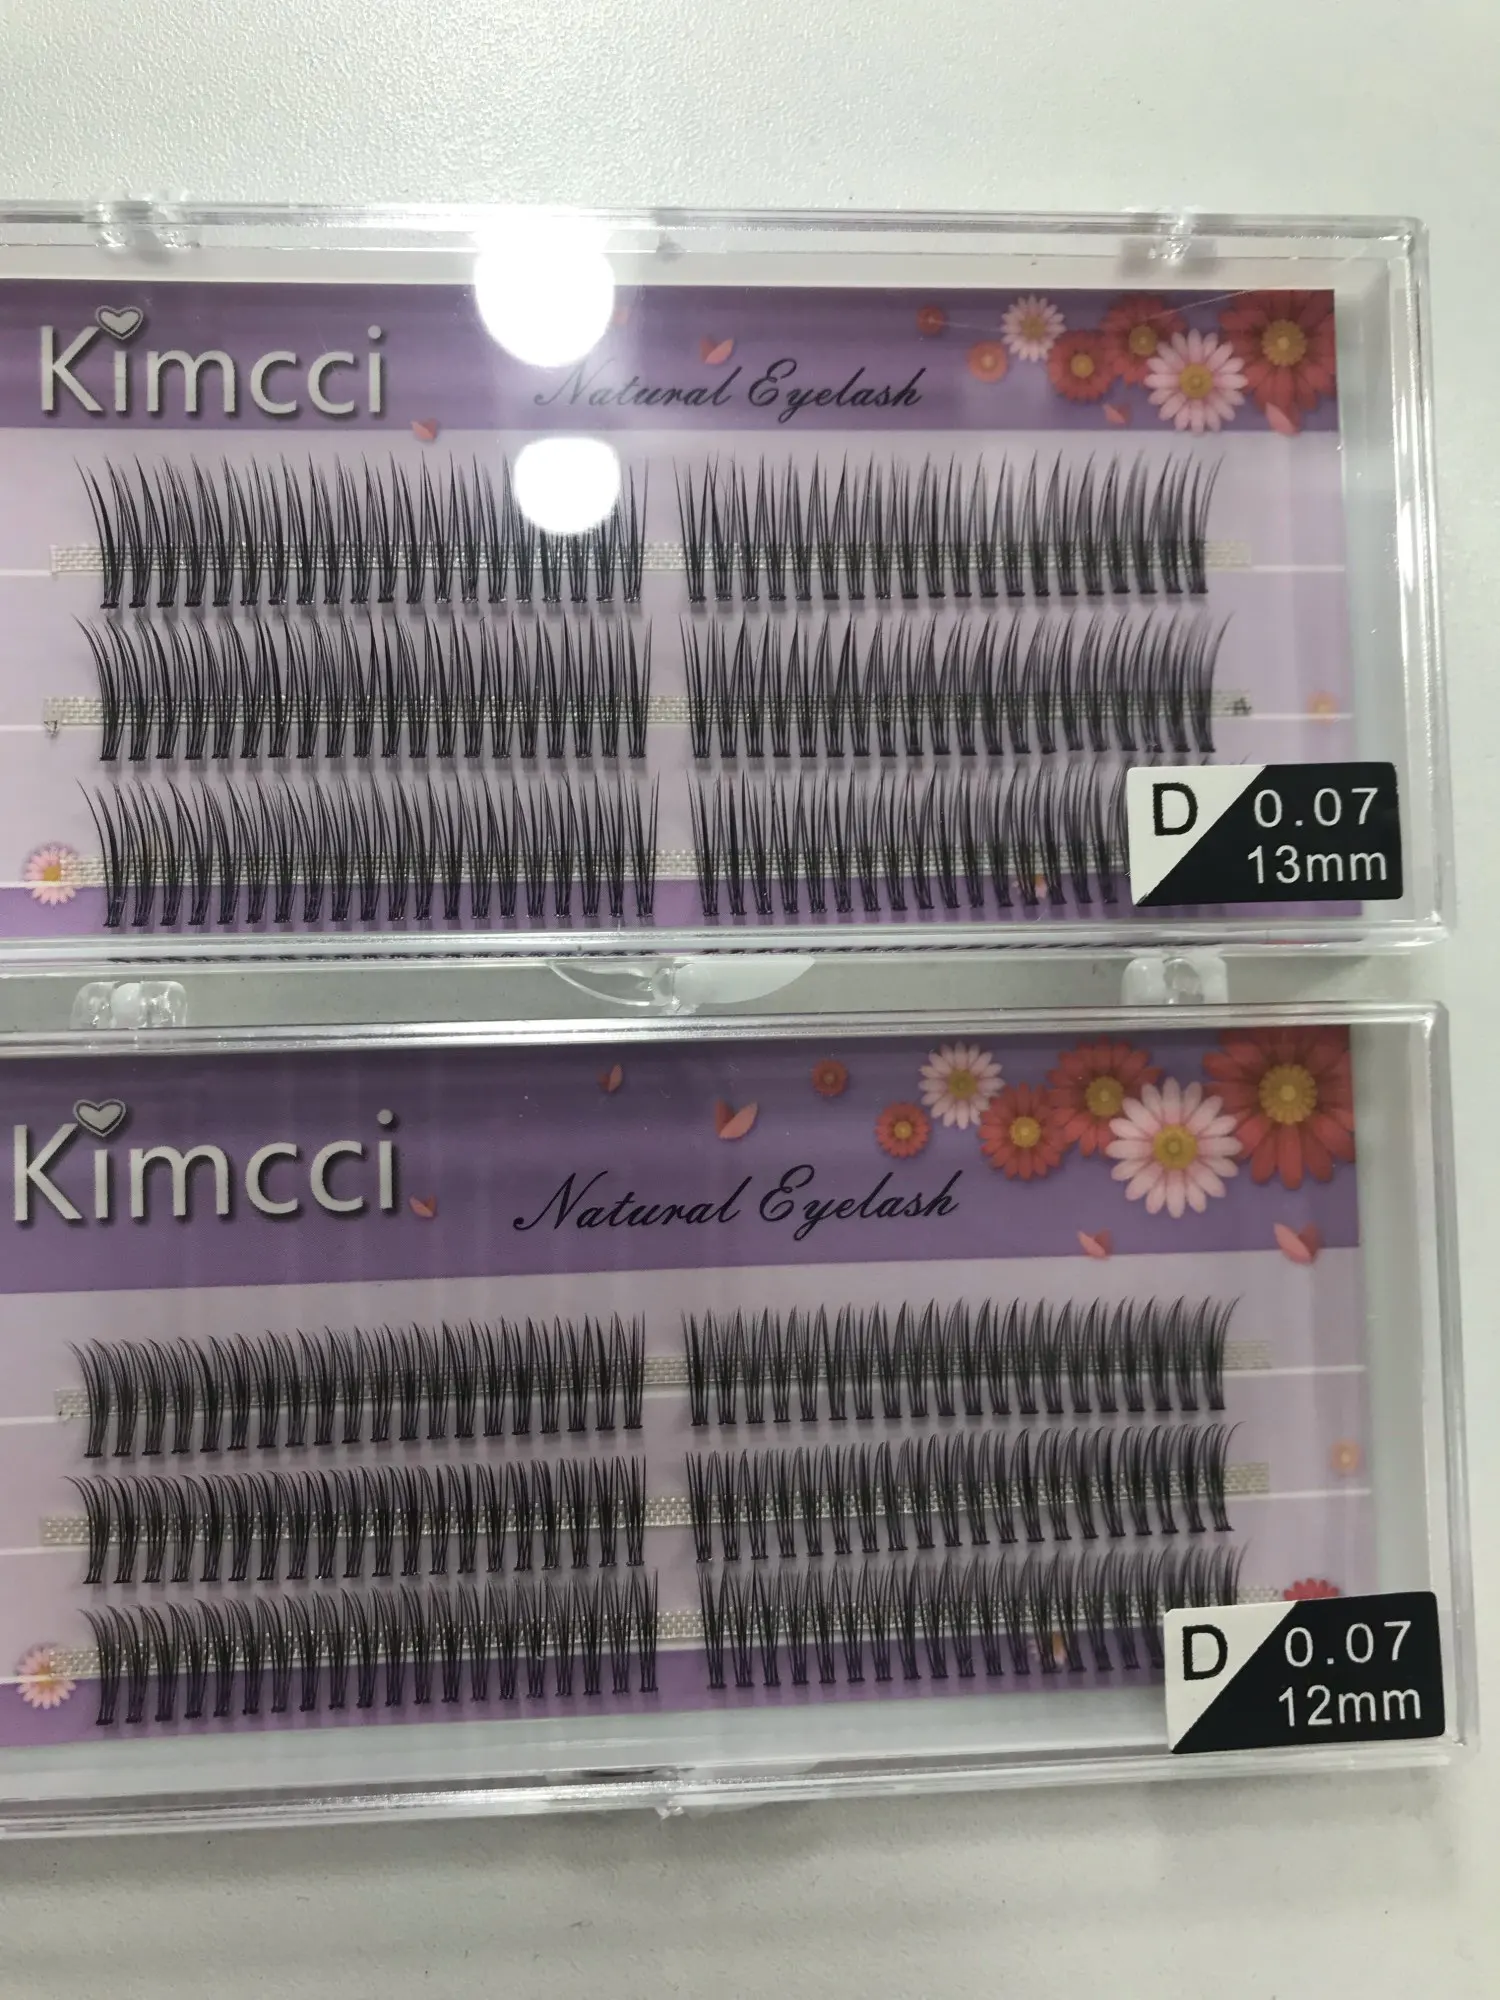 Kimcci
Natural Eyelash
D 0.07
13mm
Kimcci
Natural Eyelash
D 0.07
12mm